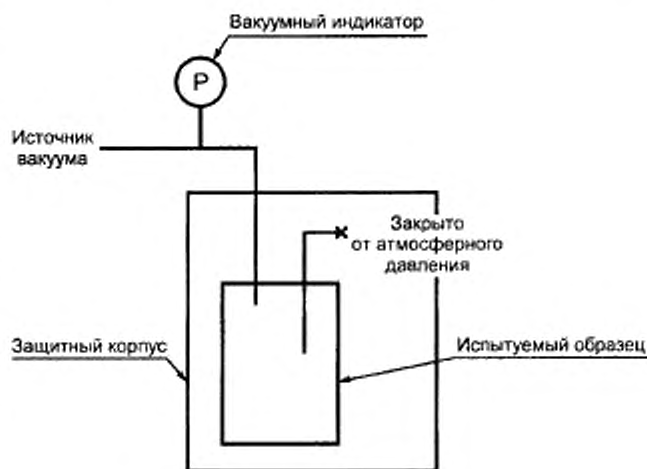 Вакуумный индикатор
P
Источник
вакуума
Закрыто
от атмосферного
давления
Защитный корпус
Испытуемый образец